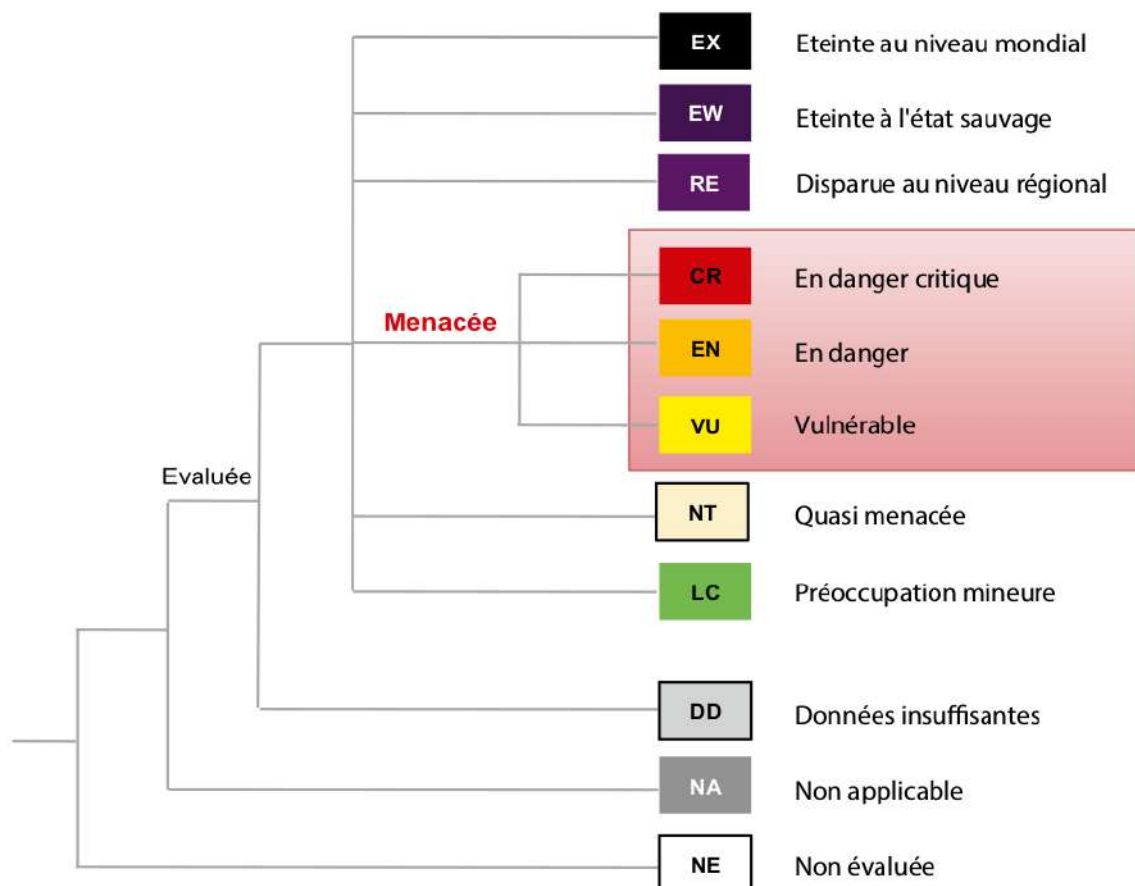 EX Eteinte au niveau mondial
EW Eteinte à l'état sauvage
RE Disparue au niveau régional
CR En danger critique
Menacée
EN En danger
VU Vulnérable
Evaluée
NT Quasi menacée
LC Préoccupation mineure
DD Données insuffisantes
NA Non applicable
NE Non évaluée